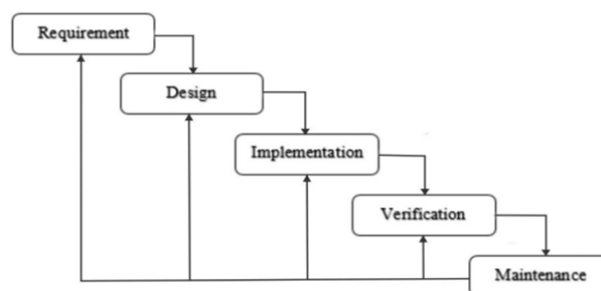 Requirement
Design
Implementation
Verification
Maintenance